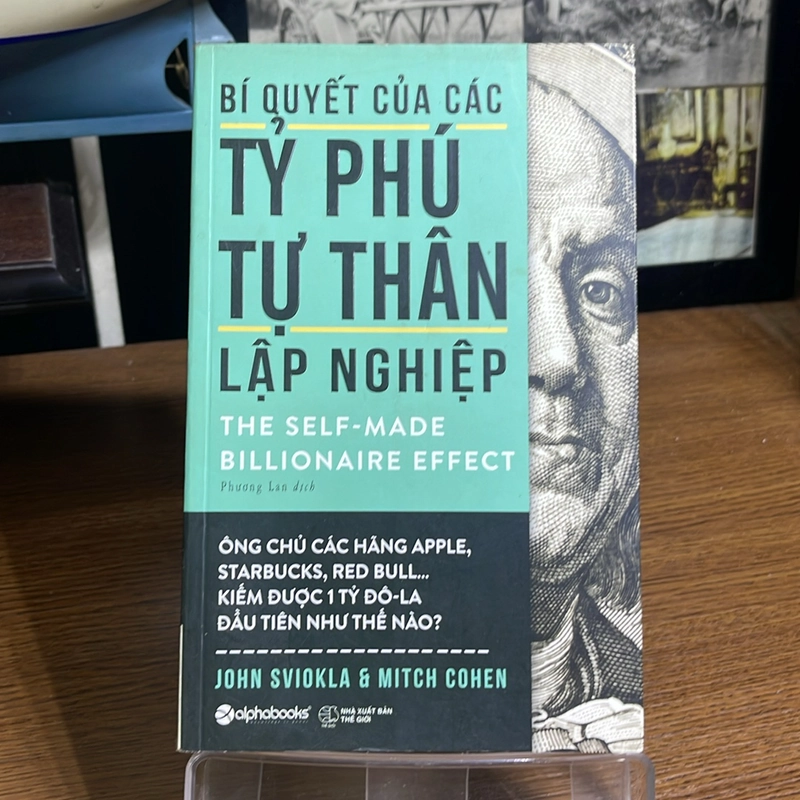 BÍ QUYẾT CỦA CÁC
TỶ PHÚ
TỰ THÂN
LẬP NGHIỆP
THE SELF-MADE
BILLIONAIRE EFFECT
Phương Lan dịch
ÔNG CHỦ CÁC HÃNG APPLE,
STARBUCKS, RED BULL...
KIẾM ĐƯỢC 1 TỶ ĐÔ-LA
ĐẦU TIÊN NHƯ THẾ NÀO?
JOHN SVIOKLA & MITCH COHEN
alphabooks
NHÀ XUẤT BẢN
THẾ GIỚI